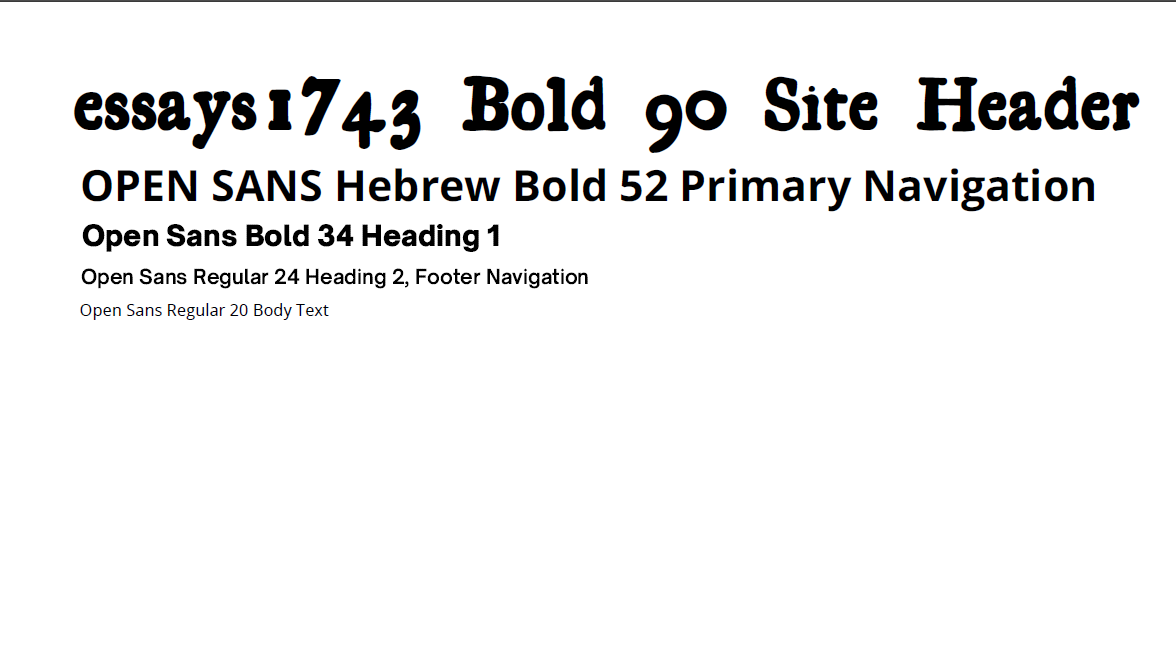 essays1743 Bold 90 Site Header
OPEN SANS Hebrew Bold 52 Primary Navigation
Open Sans Bold 34 Heading 1
Open Sans Regular 24 Heading 2, Footer Navigation
Open Sans Regular 20 Body Text